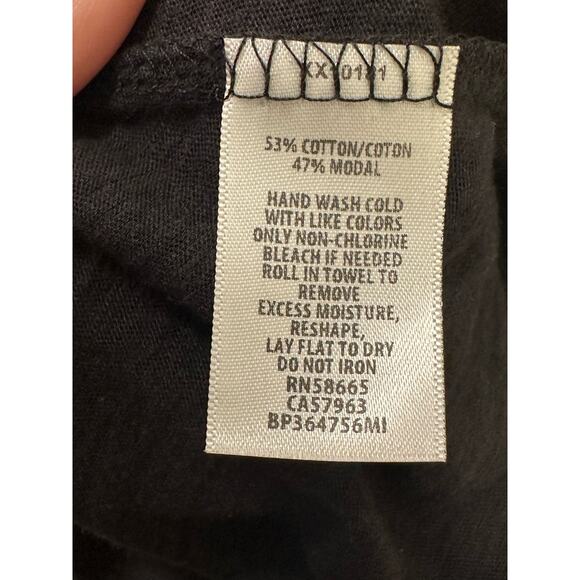 53% COTTON/COTON
47% MODAL
HAND WASH COLD
WITH LIKE COLORS
ONLY NON-CHLORINE
BLEACH IF NEEDED
ROLL IN TOWEL TO
REMOVE
EXCESS MOISTURE,
RESHAPE,
LAY FLAT TO DRY
DO NOT IRON
RN58665
CA57963
BP364756MI